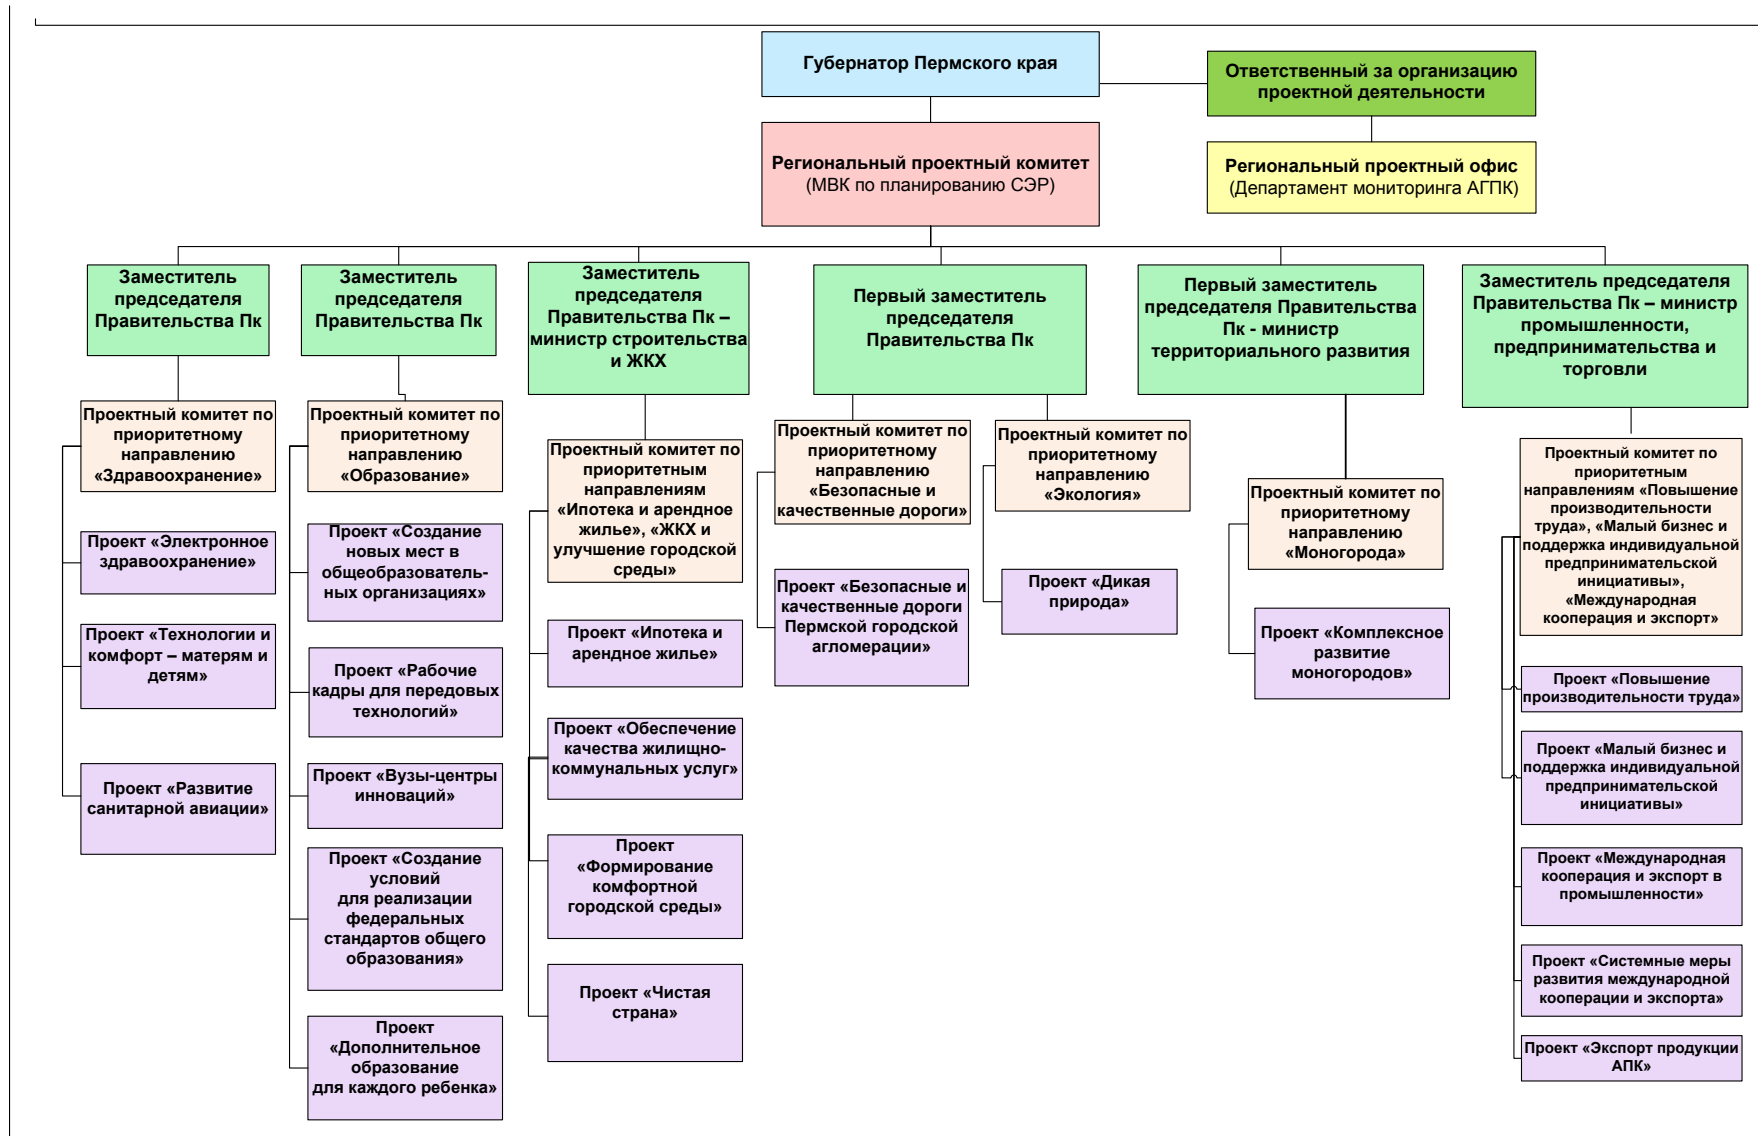 Губернатор Пермского края
Ответственный за организацию
проектной деятельности
Региональный проектный комитет
(МВК по планированию СЭР)
Региональный проектный офис
(Департамент мониторинга АГПК)
Заместитель
председателя
Правительства Пк
Заместитель
председателя
Правительства Пк
Заместитель
председателя
Правительства Пк –
министр строительства
и ЖКХ
Первый заместитель
председателя
Правительства Пк
Первый заместитель
председателя Правительства
Пк - министр
территориального развития
Заместитель председателя
Правительства Пк – министр
промышленности,
предпринимательства и
торговли
Проектный комитет по
приоритетному
направлению
«Здравоохранение»
Проект «Электронное
здравоохранение»
Проект «Технологии и
комфорт – матерям и
детям»
Проект «Развитие
санитарной авиации»
Проектный комитет по
приоритетному
направлению
«Образование»
Проект «Создание
новых мест в
общеобразователь-
ных организациях»
Проект «Рабочие
кадры для передовых
технологий»
Проект «Вузы-центры
инноваций»
Проект «Создание
условий
для реализации
федеральных
стандартов общего
образования»
Проект
«Дополнительное
образование
для каждого ребенка»
Проектный комитет по
приоритетным
направлениям
«Ипотека и арендное
жилье», «ЖКХ и
улучшение городской
среды»
Проект «Ипотека и
арендное жилье»
Проект «Обеспечение
качества жилищно-
коммунальных услуг»
Проект
«Формирование
комфортной
городской среды»
Проект «Чистая
страна»
Проектный комитет по
приоритетному
направлению
«Безопасные и
качественные дороги»
Проект «Безопасные и
качественные дороги
Пермской городской
агломерации»
Проектный комитет по
приоритетному
направлению
«Экология»
Проект «Дикая
природа»
Проектный комитет по
приоритетному
направлению
«Моногорода»
Проект «Комплексное
развитие
моногородов»
Проектный комитет по
приоритетным
направлениям «Повышение
производительности
труда», «Малый бизнес и
поддержка индивидуальной
предпринимательской
инициативы»,
«Международная
кооперация и экспорт»
Проект «Повышение
производительности труда»
Проект «Малый бизнес и
поддержка индивидуальной
предпринимательской
инициативы»
Проект «Международная
кооперация и экспорт в
промышленности»
Проект «Системные меры
развития международной
кооперации и экспорта»
Проект «Экспорт продукции
АПК»